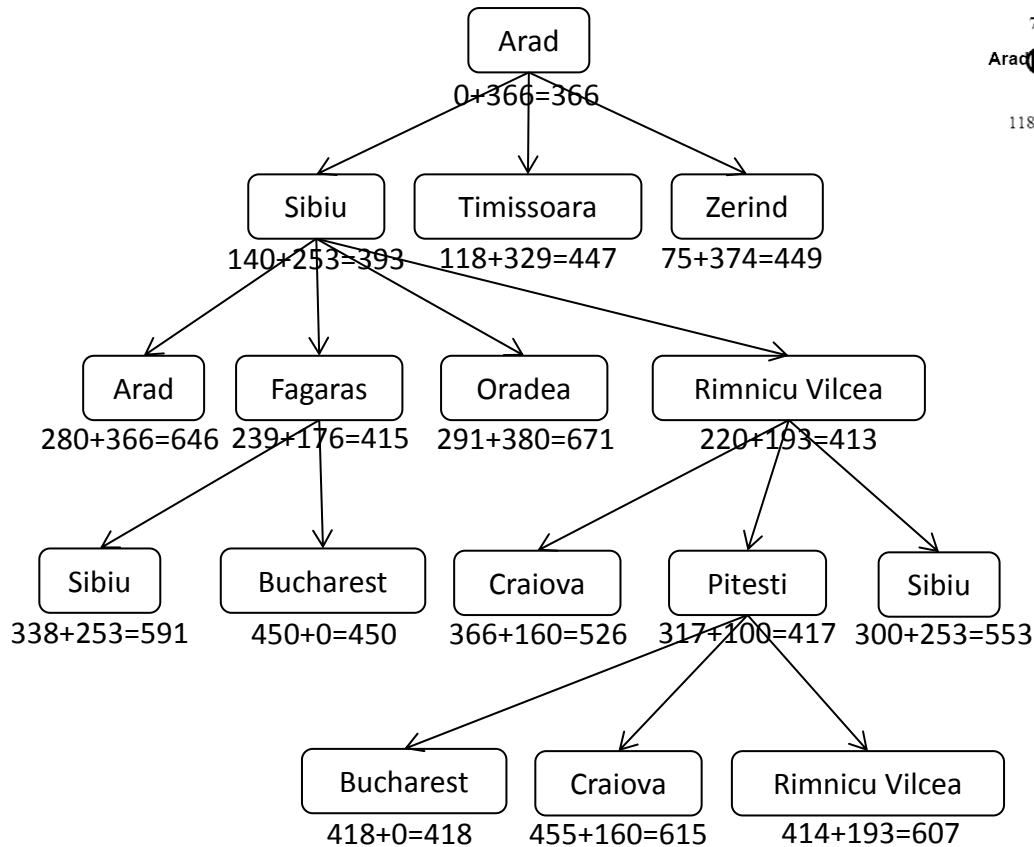 Arad
0+366=366
Arad
118
Sibiu Timissoara Zerind
140+253=393 118+329=447 75+374=449
Arad Fagaras Oradea Rimnicu Vilcea
280+366=646 239+176=415 291+380=671 220+193=413
Sibiu Bucharest Craiova Pitesti Sibiu
338+253=591 450+0=450 366+160=526 317+100=417 300+253=553
Bucharest Craiova Rimnicu Vilcea
418+0=418 455+160=615 414+193=607